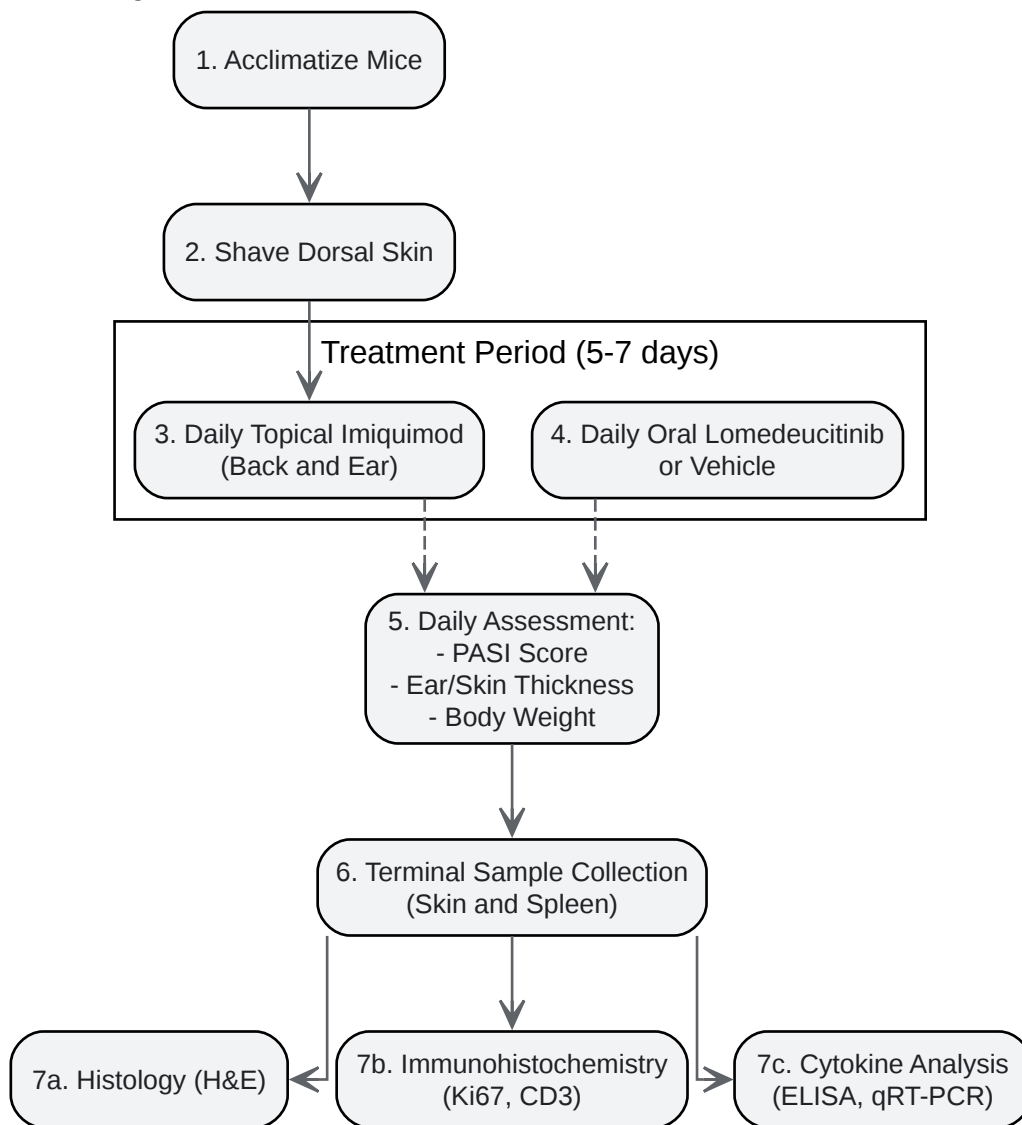 1. Acclimatize Mice
2. Shave Dorsal Skin
Treatment Period (5-7 days)
3. Daily Topical Imiquimod
(Back and Ear)
4. Daily Oral Lomedeucitinib
or Vehicle
5. Daily Assessment:
- PASI Score
- Ear/Skin Thickness
- Body Weight
6. Terminal Sample Collection
(Skin and Spleen)
7a. Histology (H&E)
7b. Immunohistochemistry
(Ki67, CD3)
7c. Cytokine Analysis
(ELISA, qRT-PCR)